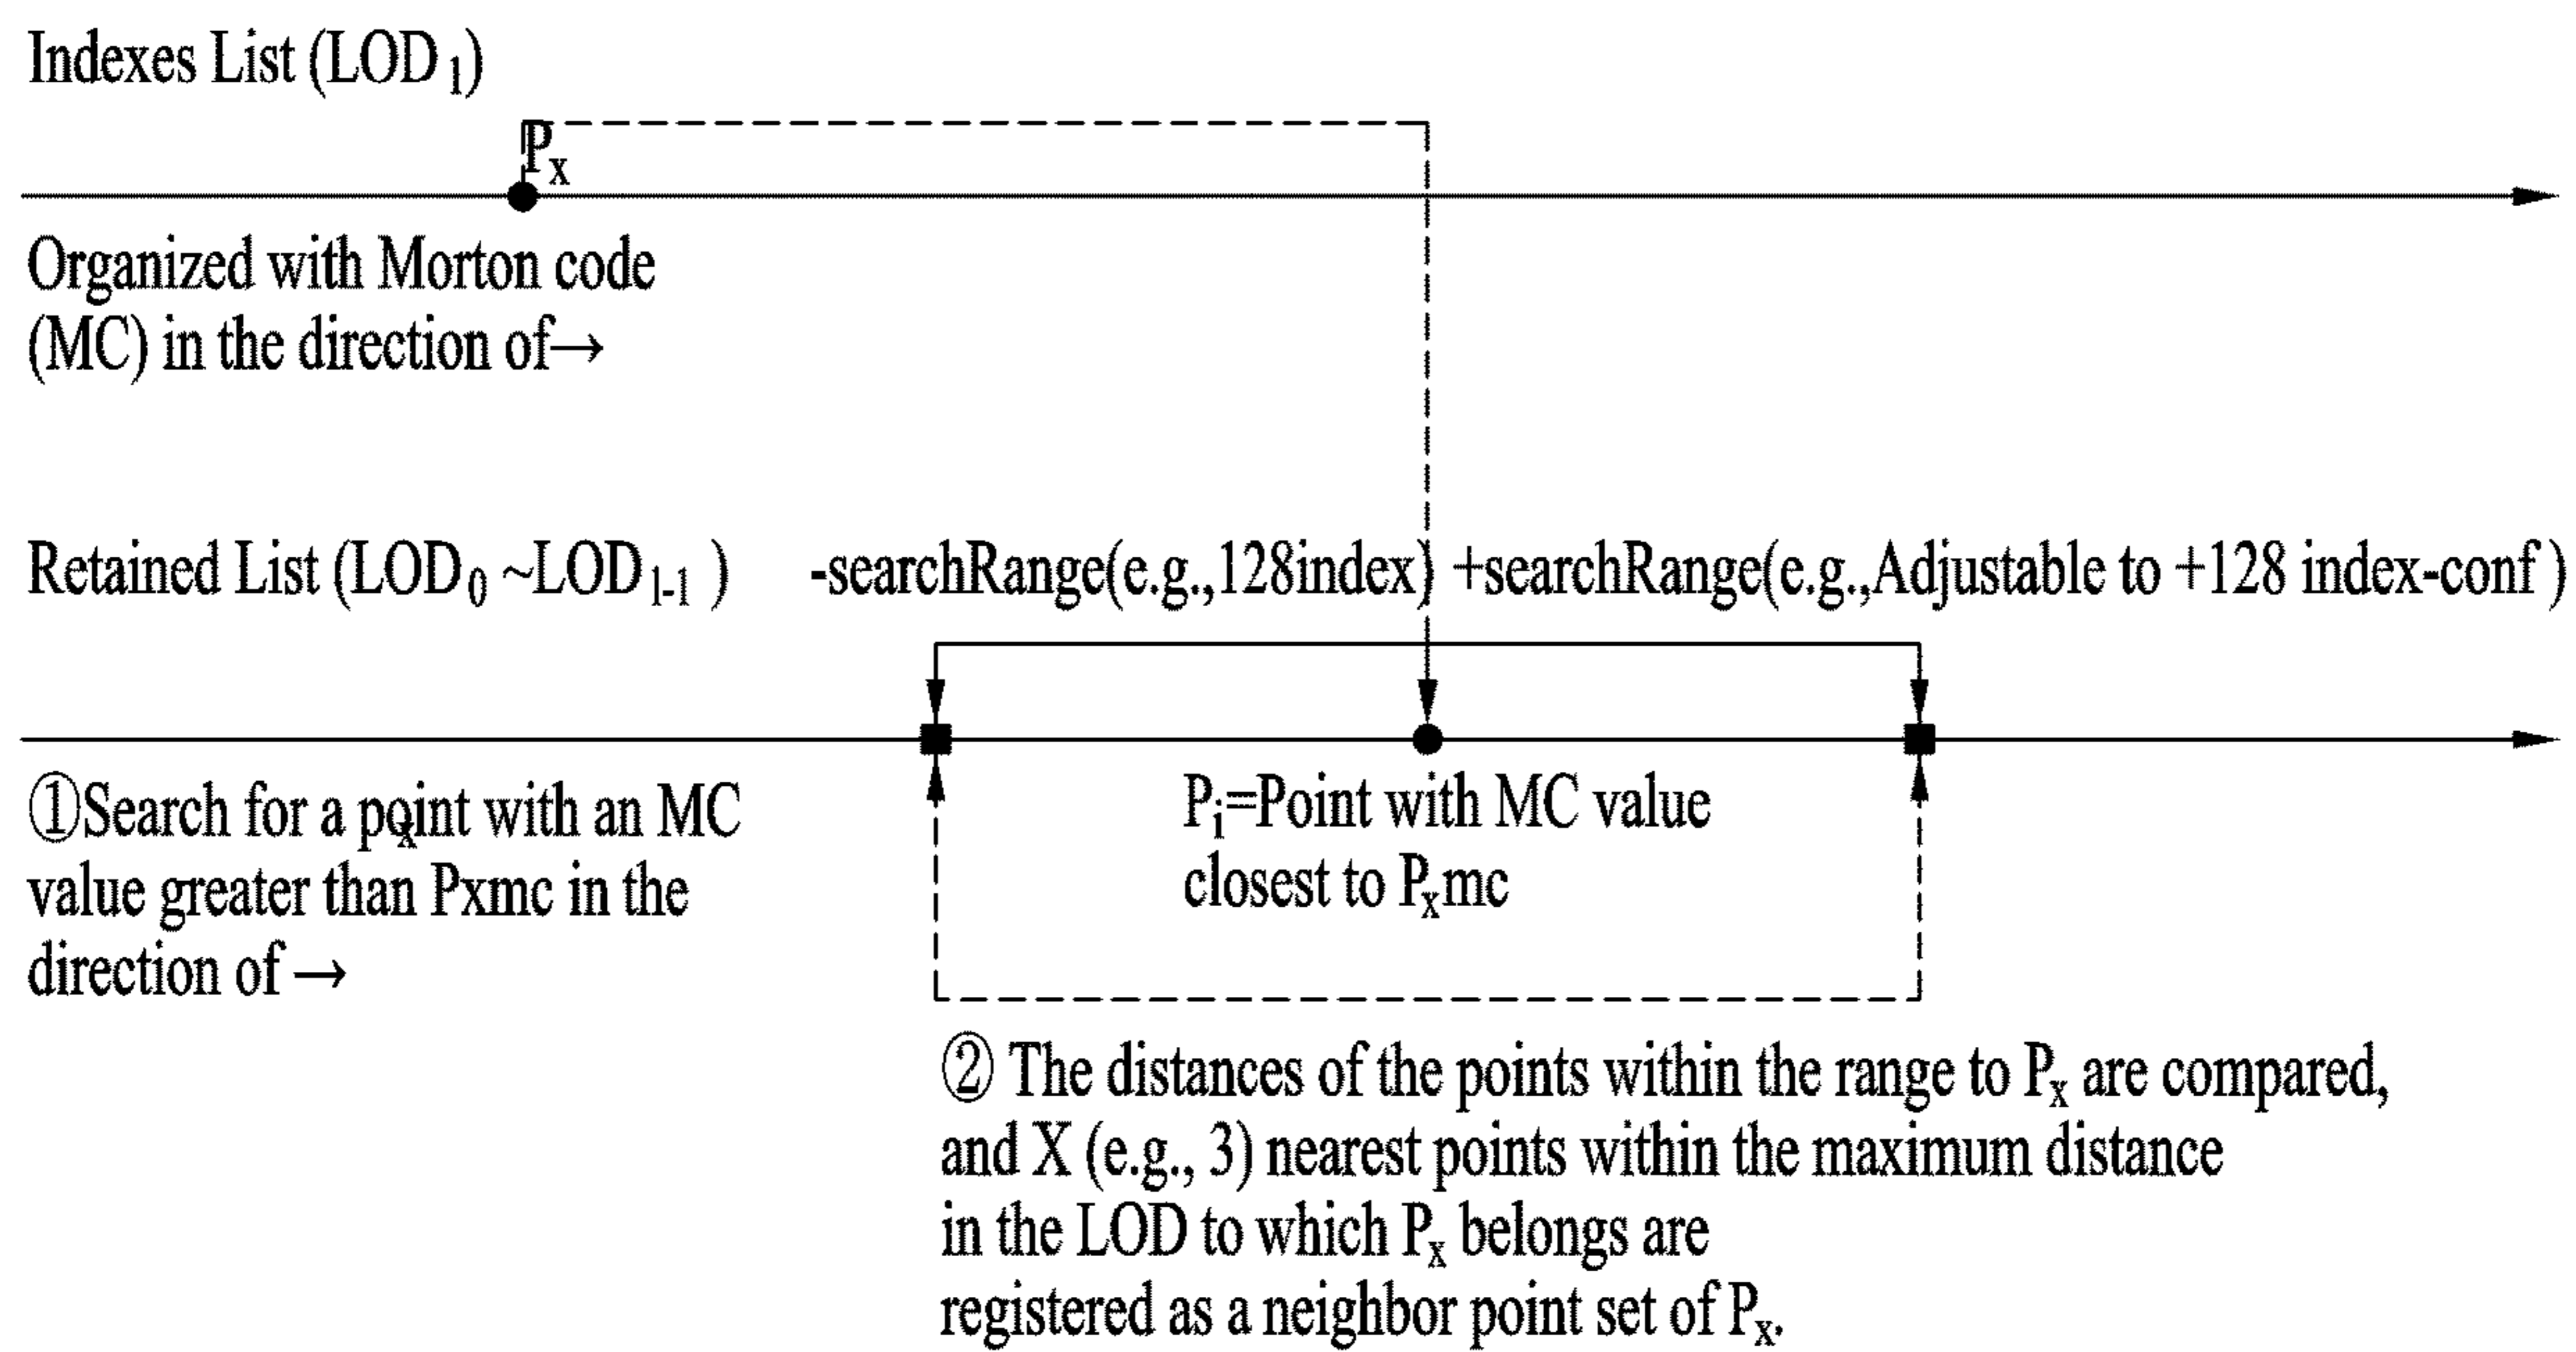 Indexes List (LOD l)
Px
Organized with Morton code
(MC) in the direction of→
Retained List (LOD 0 ~LOD l-1 ) -searchRange(e.g.,128index) +searchRange(e.g.,Adjustable to +128 index-conf )
①Search for a point with an MC
x
value greater than Pxmc in the
direction of →
Pi=Point with MC value
closest to Pxmc
② The distances of the points within the range to Px are compared,
and X (e.g., 3) nearest points within the maximum distance
in the LOD to which Px belongs are
registered as a neighbor point set of Px.